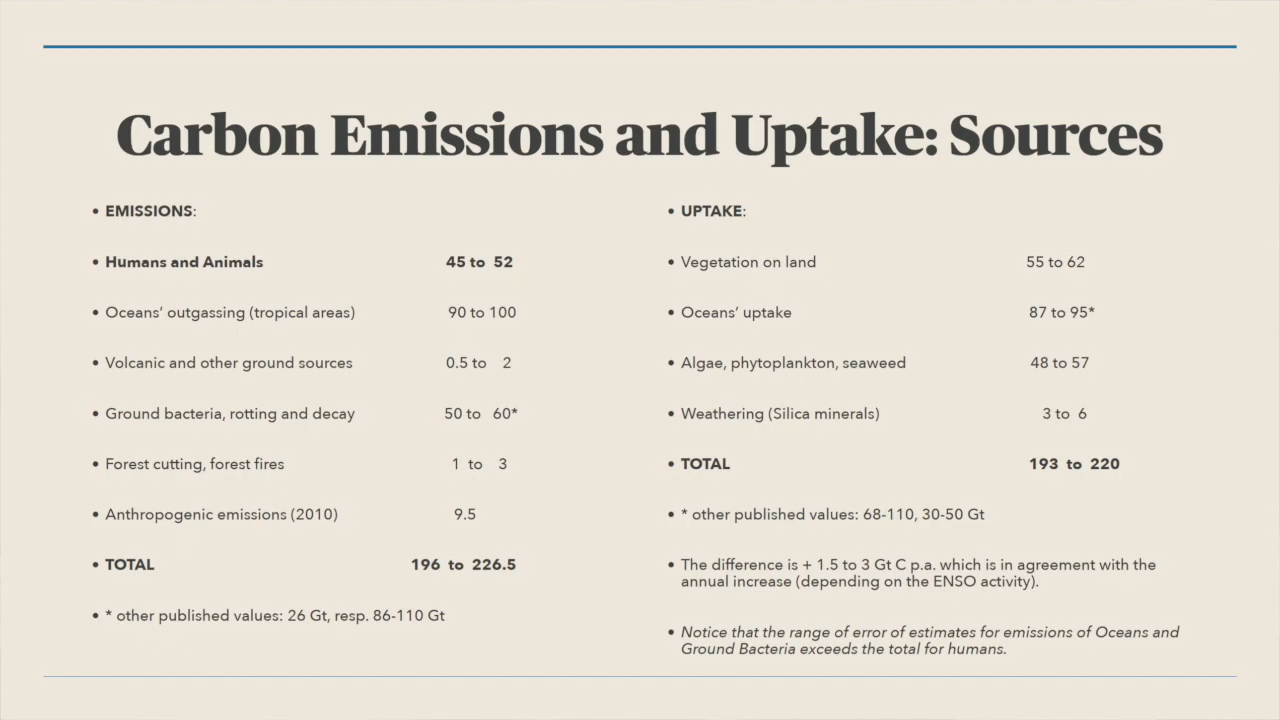 Carbon Emissions and Uptake: Sources
• EMISSIONS:
• Humans and Animals 45 to 52
• Oceans’ outgassing (tropical areas) 90 to 100
• Volcanic and other ground sources 0.5 to 2
• Ground bacteria, rotting and decay 50 to 60*
• Forest cutting, forest fires 1 to 3
• Anthropogenic emissions (2010) 9.5
• TOTAL 196 to 226.5
• * other published values: 26 Gt, resp. 86-110 Gt
• UPTAKE:
• Vegetation on land 55 to 62
• Oceans’ uptake 87 to 95*
• Algae, phytoplankton, seaweed 48 to 57
• Weathering (Silica minerals) 3 to 6
• TOTAL 193 to 220
• * other published values: 68-110, 30-50 Gt
• The difference is + 1.5 to 3 Gt C p.a. which is in agreement with the
annual increase (depending on the ENSO activity).
• Notice that the range of error of estimates for emissions of Oceans and
Ground Bacteria exceeds the total for humans.